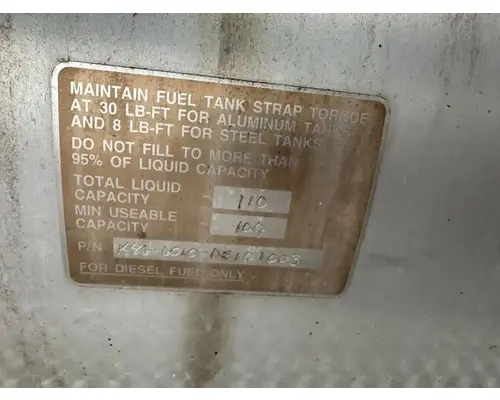 MAINTAIN FUEL TANK STRAP TORQUE
AT 30 LB-FT FOR ALUMINUM TANKS
AND 8 LB-FT FOR STEEL TANKS
DO NOT FILL TO MORE THAN
95% OF LIQUID CAPACITY
TOTAL LIQUID
CAPACITY 110
MIN USEABLE
CAPACITY 100
P/N
FOR DIESEL FUEL ONLY